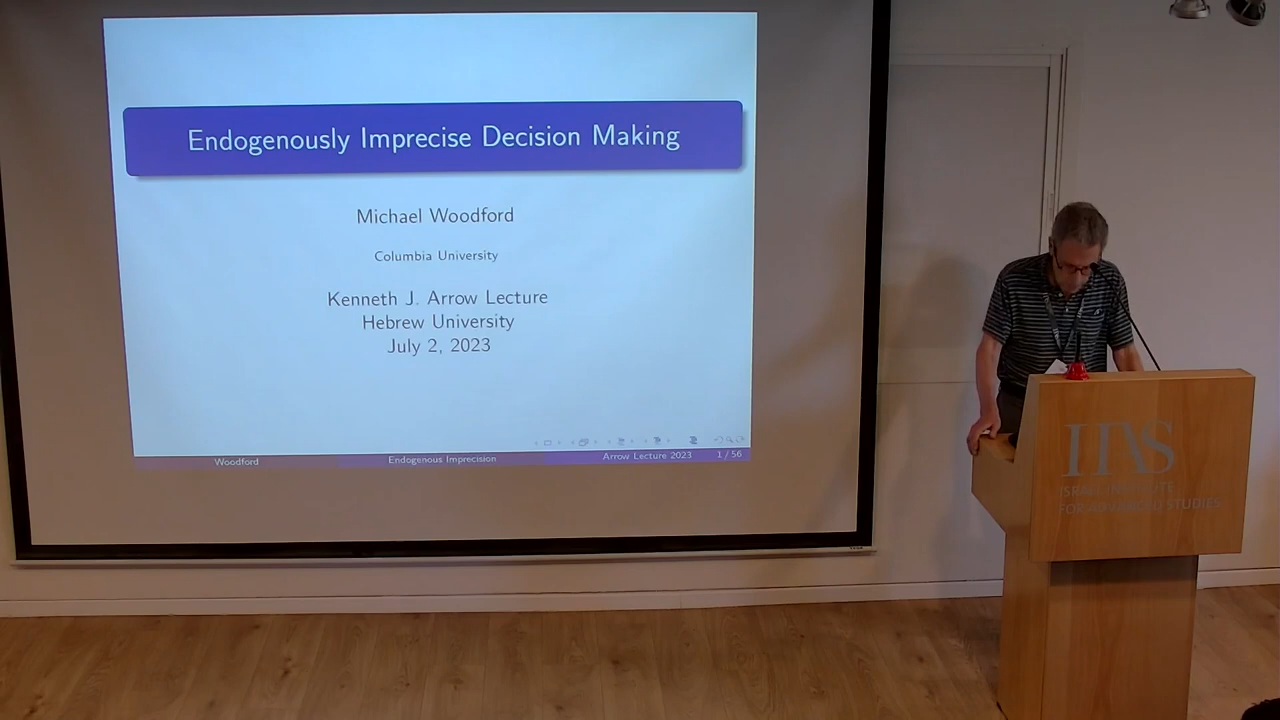 Endogenously Imprecise Decision Making
Michael Woodford
Columbia University
Kenneth J. Arrow Lecture
Hebrew University
July 2, 2023
Woodford
Endogenous Imprecision
Arrow Lecture 2023
1 / 56
IIAS
ISRAEL INSTITUTE
FOR ADVANCED STUDIES